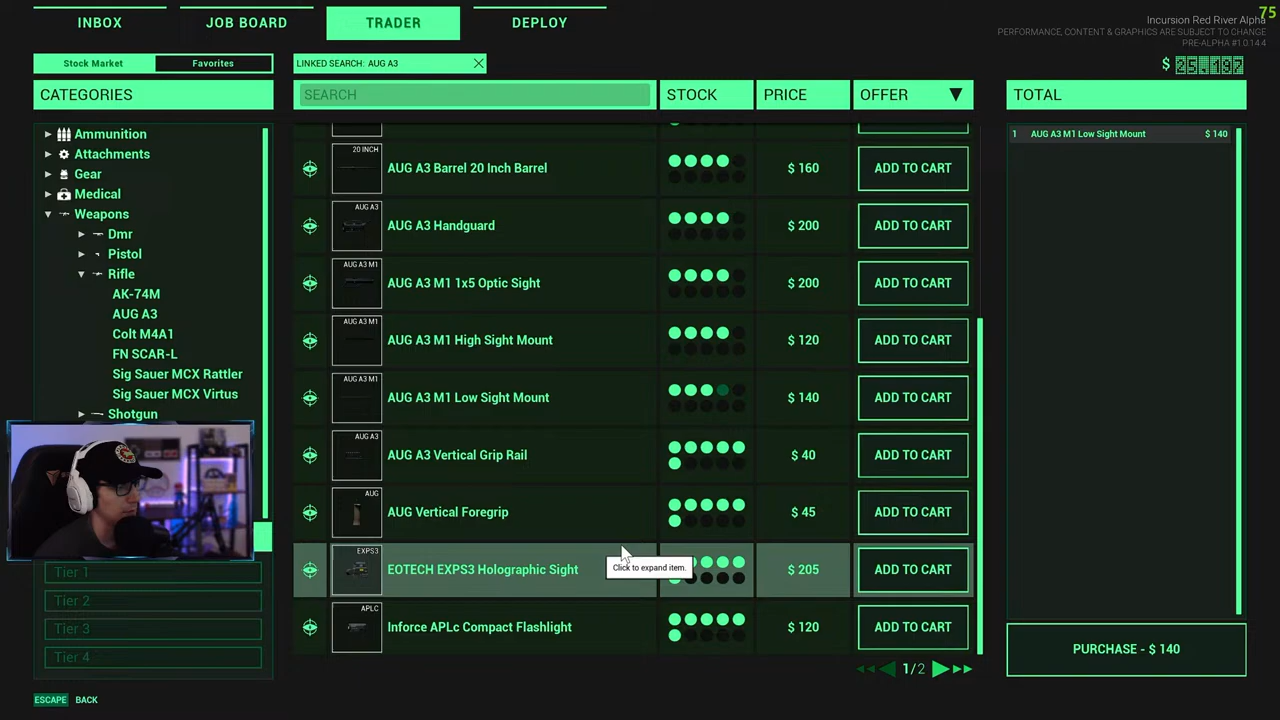 INBOX
JOB BOARD
TRADER
DEPLOY
75
Incursion Red River Alpha
PERFORMANCE, CONTENT & GRAPHICS ARE SUBJECT TO CHANGE
PRE-ALPHA #1.0.14.4
Stock Market
Favorites
LINKED SEARCH: AUG A3
$ 25.197
CATEGORIES
SEARCH
STOCK
PRICE
OFFER
TOTAL
Ammunition
Attachments
Gear
Medical
Weapons
Dmr
Pistol
Rifle
AK-74M
AUG A3
Colt M4A1
FN SCAR-L
Sig Sauer MCX Rattler
Sig Sauer MCX Virtus
Shotgun
Tier 1
Tier 2
Tier 3
Tier 4
20 INCH
AUG A3 Barrel 20 Inch Barrel
$ 160
ADD TO CART
AUG A3
AUG A3 Handguard
$ 200
ADD TO CART
AUG A3 M1
AUG A3 M1 1x5 Optic Sight
$ 200
ADD TO CART
AUG A3 M1
AUG A3 M1 High Sight Mount
$ 120
ADD TO CART
AUG A3 M1
AUG A3 M1 Low Sight Mount
$ 140
ADD TO CART
AUG A3
AUG A3 Vertical Grip Rail
$ 40
ADD TO CART
AUG
AUG Vertical Foregrip
$ 45
ADD TO CART
EXPS3
EOTECH EXPS3 Holographic Sight
Click to expand item.
$ 205
ADD TO CART
APLC
Inforce APLc Compact Flashlight
$ 120
ADD TO CART
1/2
1 AUG A3 M1 Low Sight Mount $ 140
PURCHASE - $ 140
ESCAPE BACK